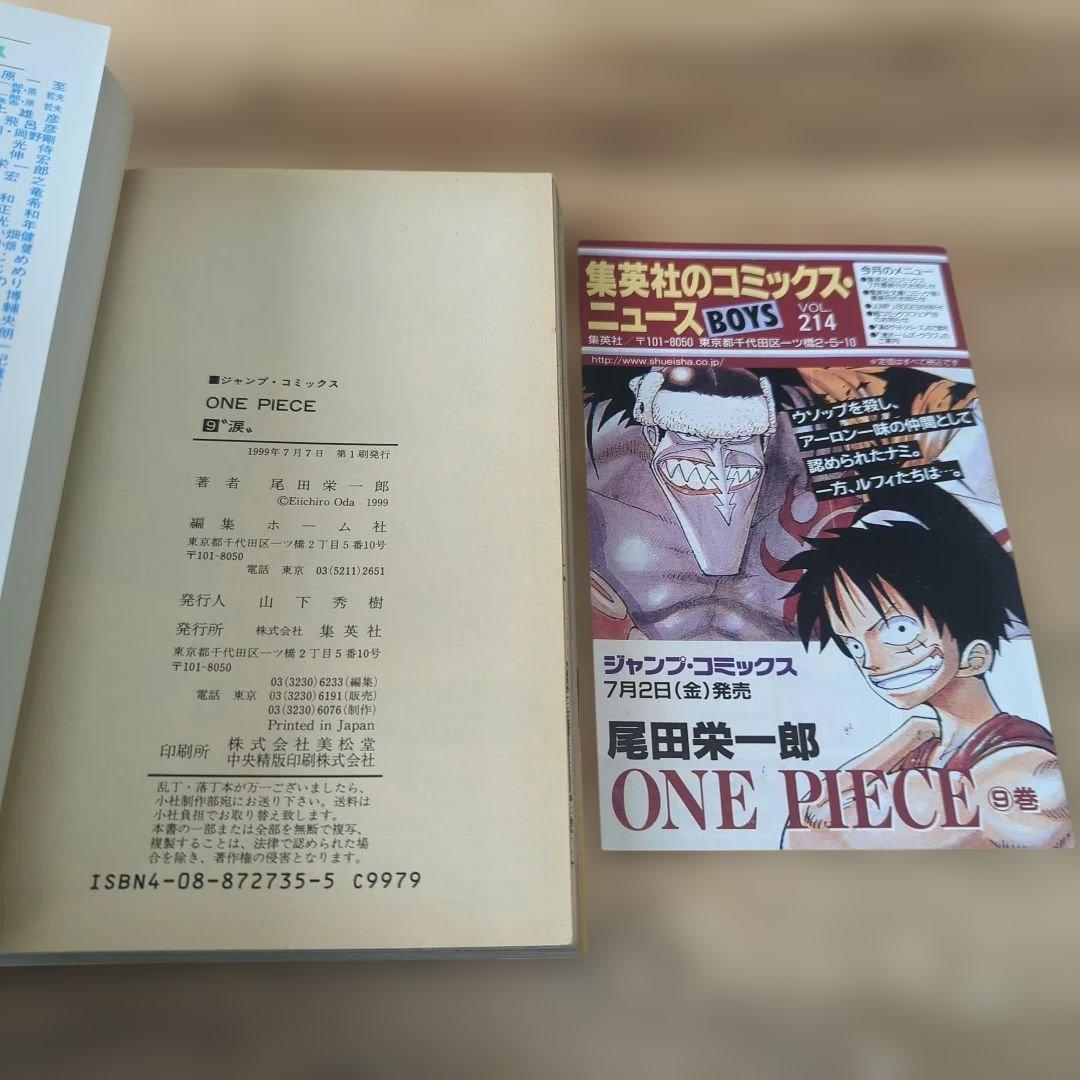 ■ジャンプ・コミックス
ONE PIECE
9〝涙〟
1999年7月7日 第1刷発行
著者 尾田栄一郎
©Eiichiro Oda 1999
編集 ホーム社
東京都千代田区一ツ橋2丁目5番10号
〒101-8050
電話 東京 03(5211)2651
発行人 山下秀樹
発行所 株式会社 集英社
東京都千代田区一ツ橋2丁目5番10号
〒101-8050
03(3230)6233(編集)
電話 東京 03(3230)6191(販売)
03(3230)6076(制作)
Printed in Japan
印刷所 株式会社美松堂
中央精版印刷株式会社
乱丁・落丁本が万一ございましたら、
小社制作部宛にお送り下さい。送料は
小社負担でお取り替え致します。
本書の一部または全部を無断で複写、
複製することは、法律で認められた場
合を除き、著作権の侵害となります。
ISBN4-08-872735-5 C9979
集英社のコミックス・
ニュース BOYS VOL.214
集英社/〒101-8050 東京都千代田区一ツ橋2-5-10
http://www.shueisha.co.jp/
※定価はすべて税込です
今月のメニュー
ウソップを殺し、
アーロン一味の仲間として
認められたナミ。
一方、ルフィたちは…。
ジャンプ・コミックス
7月2日(金)発売
尾田栄一郎
ONE PIECE 9巻